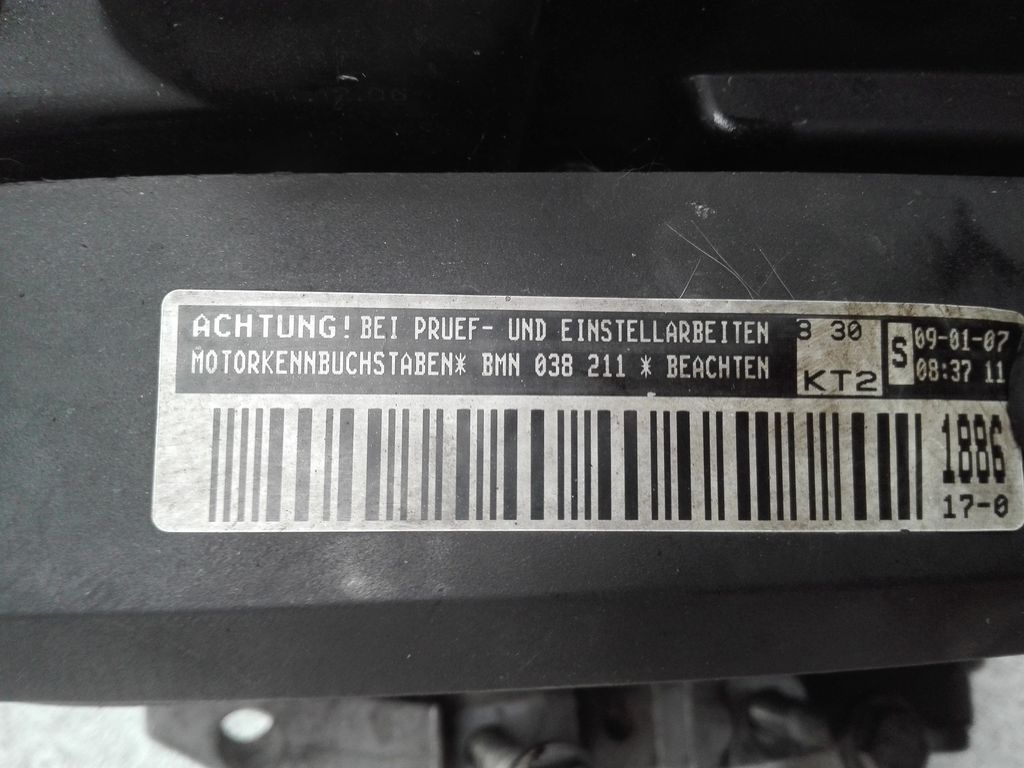 ACHTUNG! BEI PRUEF- UND EINSTELLARBEITEN
MOTORKENNBUCHSTABEN* BMN 038 211 * BEACHTEN
3 30
KT2
S
09-01-07
08:37 11
1886
17-0